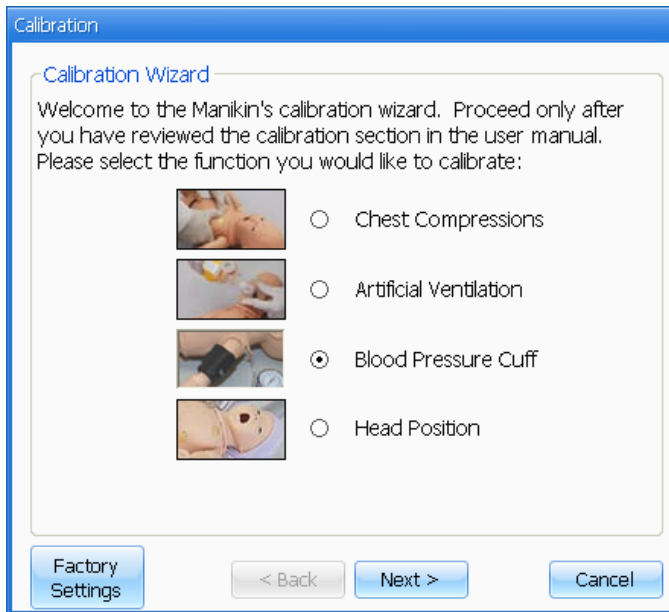 Calibration
Calibration Wizard
Welcome to the Manikin's calibration wizard.  Proceed only after
you have reviewed the calibration section in the user manual.
Please select the function you would like to calibrate:
Chest Compressions
Artificial Ventilation
Blood Pressure Cuff
Head Position
Factory
Settings
< Back
Next >
Cancel